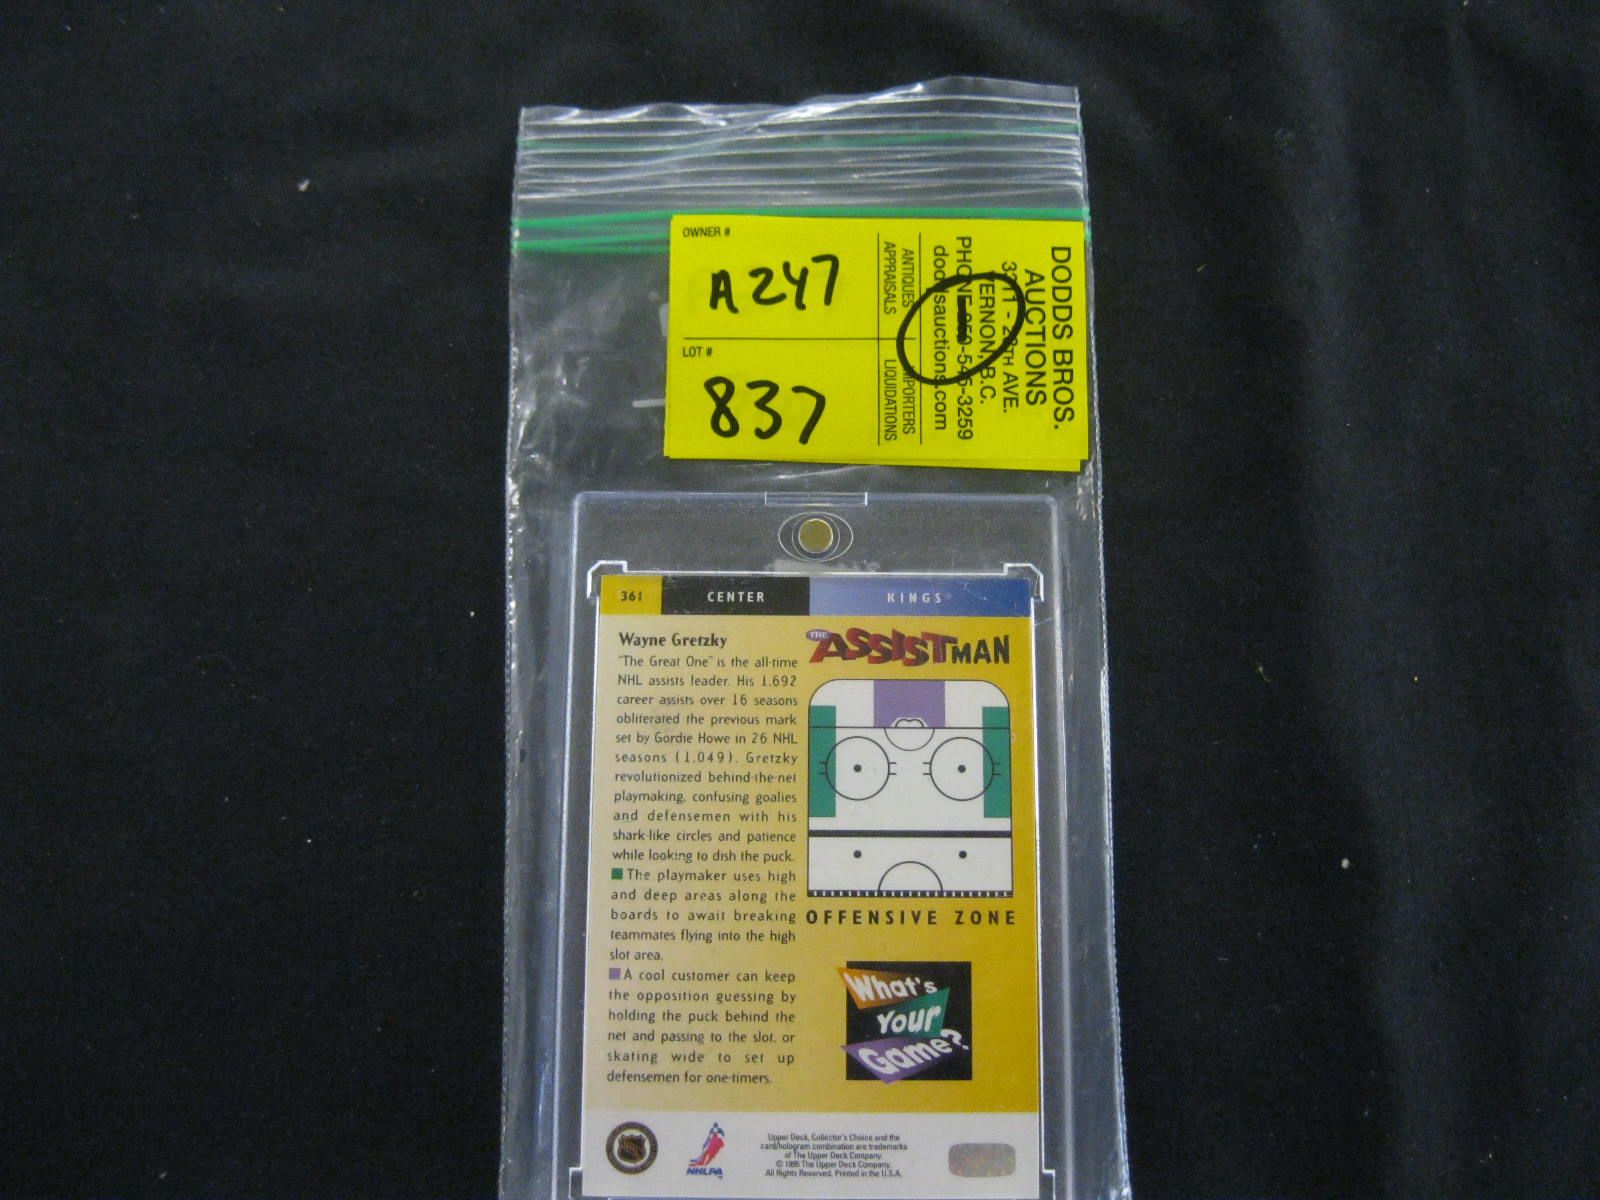 OWNER #
A247
LOT #
837
DODDS BROS.
AUCTIONS
VERNON, B.C.
doddsauctions.com
ANTIQUES
APPRAISALS
IMPORTERS
LIQUIDATIONS
361 CENTER KINGS
Wayne Gretzky
"The Great One" is the all-time
NHL assists leader. His 1,692
career assists over 16 seasons
obliterated the previous mark
set by Gordie Howe in 26 NHL
seasons (1,049). Gretzky
revolutionized behind-the-net
playmaking, confusing goalies
and defensemen with his
shark-like circles and patience
while looking to dish the puck.
The playmaker uses high
and deep areas along the
boards to await breaking
teammates flying into the high
slot area.
A cool customer can keep
the opposition guessing by
holding the puck behind the
net and passing to the slot, or
skating wide to set up
defensemen for one-timers.
THE ASSIST MAN
OFFENSIVE ZONE
What's
Your
Game?
NHLPA
Upper Deck, Collector's Choice and the
card/hologram combination are trademarks
of The Upper Deck Company.
© 1995 The Upper Deck Company.
All Rights Reserved. Printed in the U.S.A.